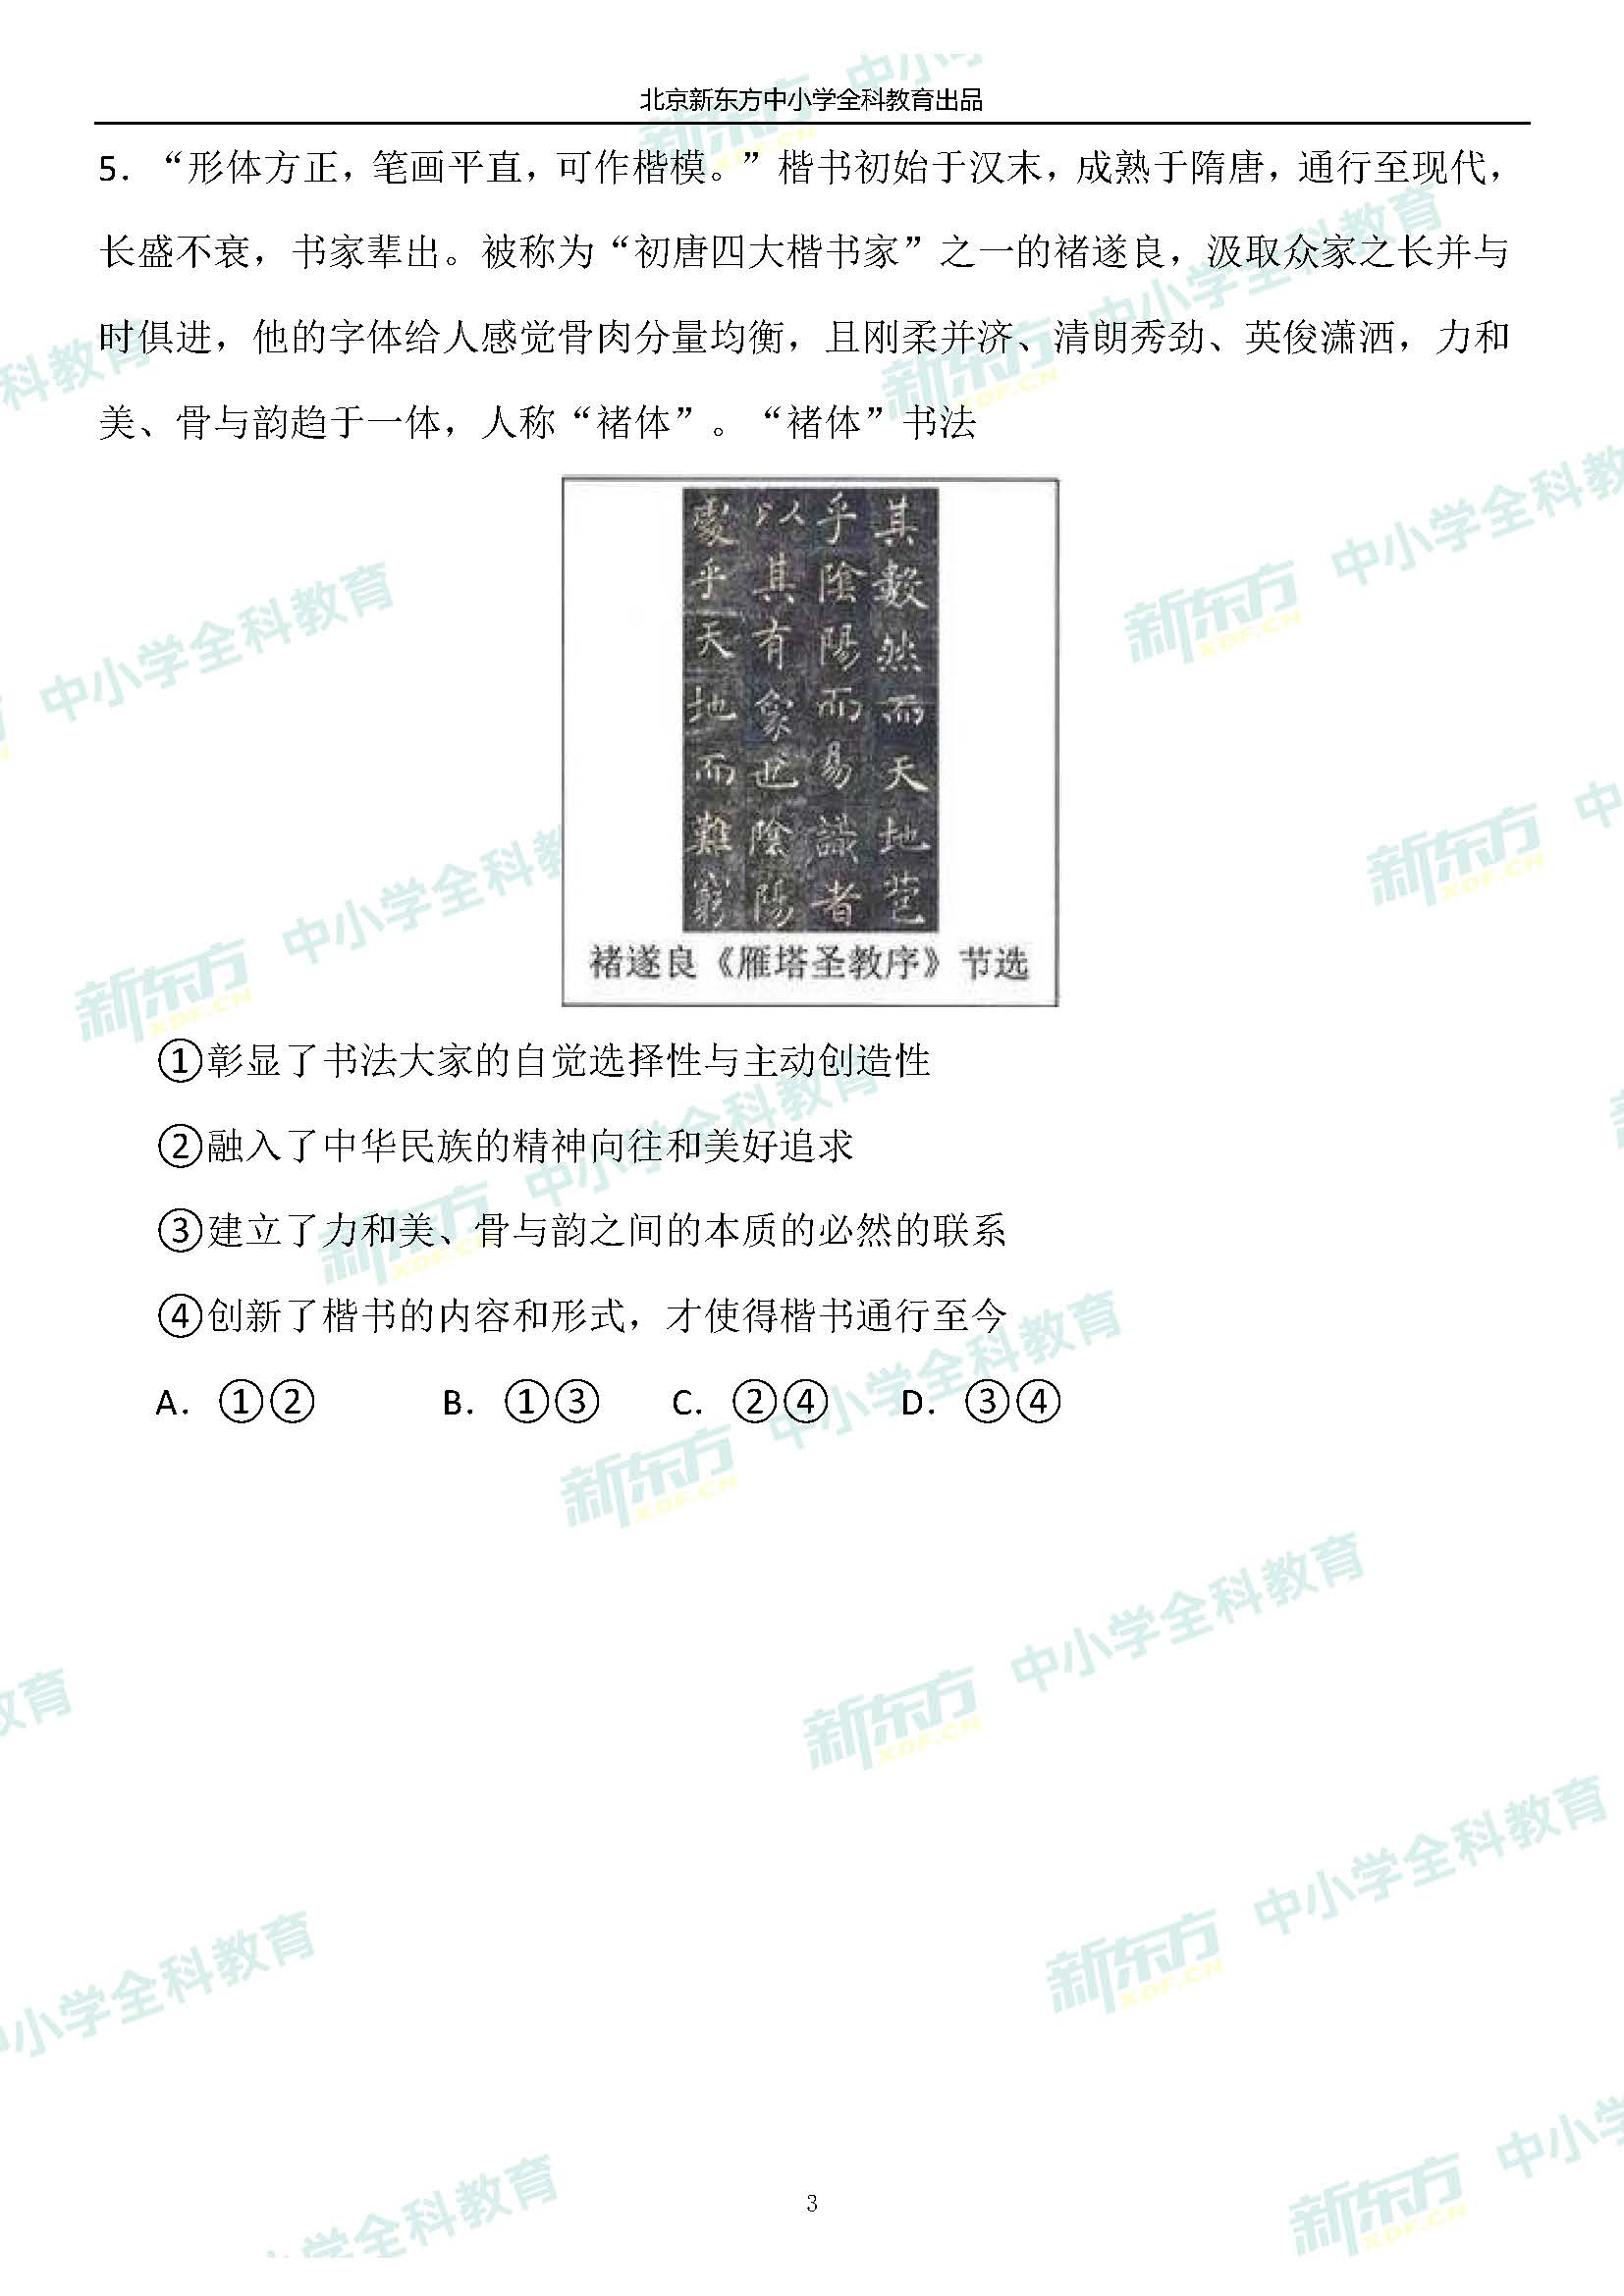 北京新东方中小学全科教育出品
5. “形体方正，笔画平直，可作楷模。”楷书初始于汉末，成熟于隋唐，通行至现代，
长盛不衰，书家辈出。被称为“初唐四大楷书家”之一的褚遂良，汲取众家之长并与
时俱进，他的字体给人感觉骨肉分量均衡，且刚柔并济、清朗秀劲、英俊潇洒，力和
美、骨与韵趋于一体，人称“褚体”。“褚体”书法
其數然而天地苞
乎陰陽而易識者
以其有象也陰陽
處乎天地而難窮
褚遂良《雁塔圣教序》节选
①彰显了书法大家的自觉选择性与主动创造性
②融入了中华民族的精神向往和美好追求
③建立了力和美、骨与韵之间的本质的必然的联系
④创新了楷书的内容和形式，才使得楷书通行至今
A. ①② B. ①③ C. ②④ D. ③④
新东方 XDF.CN 中小学全科教育
3